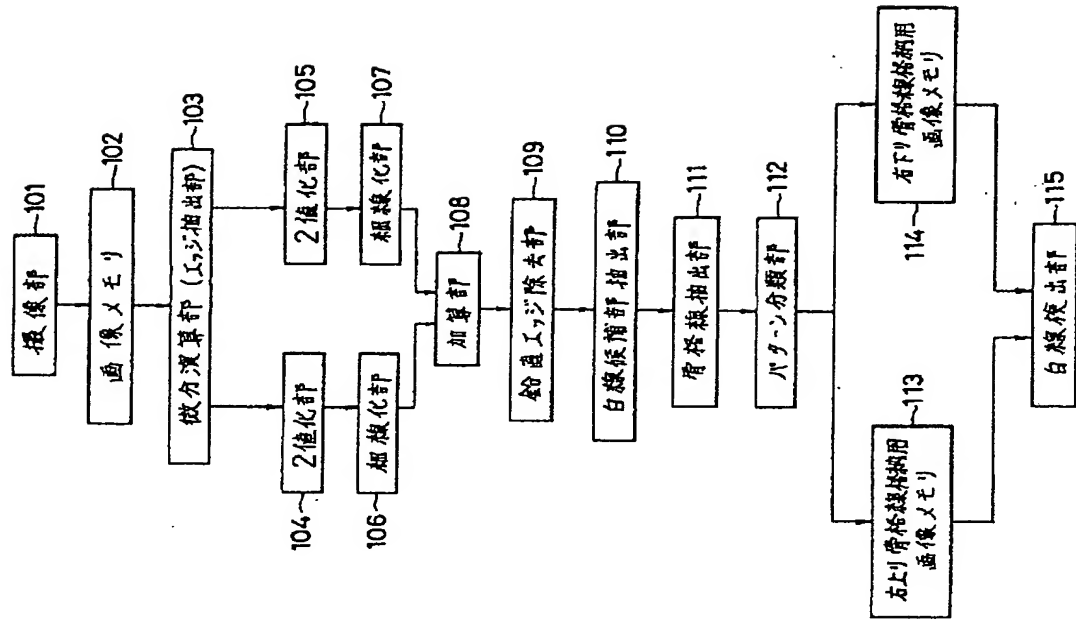 撮像部
101
画像メモリ
102
微分演算部(エッジ抽出部)
103
2値化部
104
2値化部
105
細線化部
106
細線化部
107
加算部
108
鉛直エッジ除去部
109
白線候補部抽出部
110
骨格線抽出部
111
パターン分類部
112
右上り骨格線格納用
画像メモリ
113
右下り骨格線格納用
画像メモリ
114
白線検出部
115